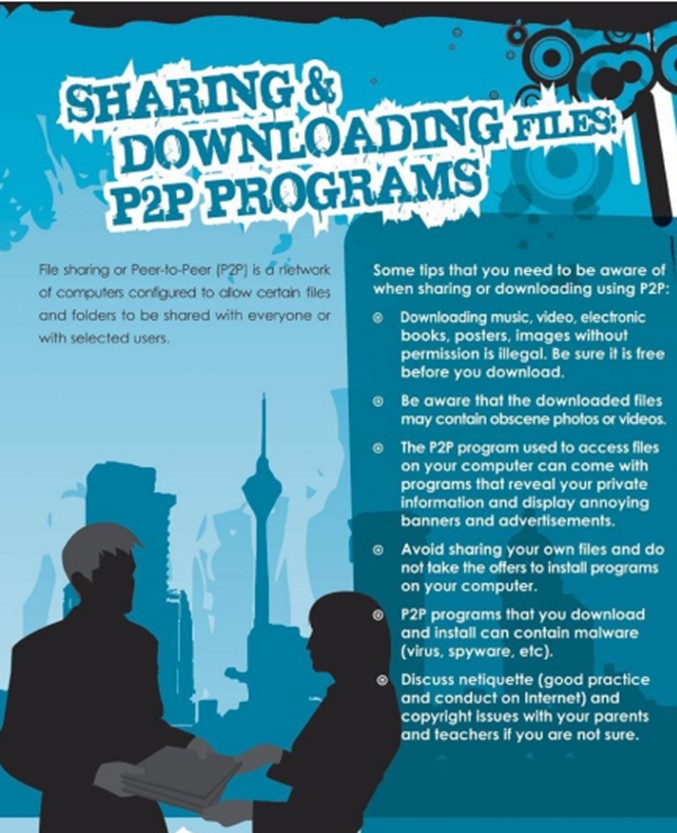 SHARING &
DOWNLOADING FILES:
P2P PROGRAMS
File sharing or Peer-to-Peer (P2P) is a network
of computers configured to allow certain files
and folders to be shared with everyone or
with selected users.
Some tips that you need to be aware of
when sharing or downloading using P2P:
Downloading music, video, electronic
books, posters, images without
permission is illegal. Be sure it is free
before you download.
Be aware that the downloaded files
may contain obscene photos or videos.
The P2P program used to access files
on your computer can come with
programs that reveal your private
information and display annoying
banners and advertisements.
Avoid sharing your own files and do
not take the offers to install programs
on your computer.
P2P programs that you download
and install can contain malware
(virus, spyware, etc).
Discuss netiquette (good practice
and conduct on Internet) and
copyright issues with your parents
and teachers if you are not sure.